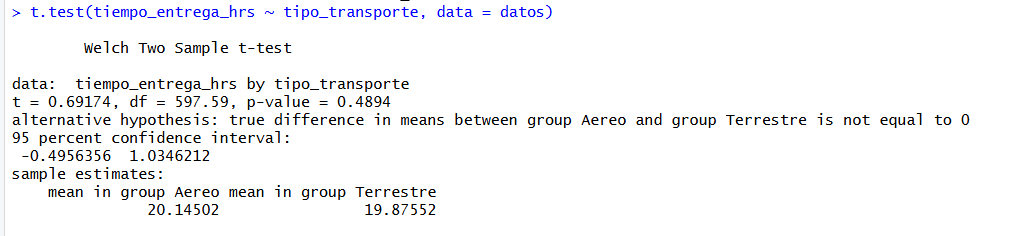 > t.test(tiempo_entrega_hrs ~ tipo_transporte, data = datos)
Welch Two Sample t-test
data:  tiempo_entrega_hrs by tipo_transporte
t = 0.69174, df = 597.59, p-value = 0.4894
alternative hypothesis: true difference in means between group Aereo and group Terrestre is not equal to 0
95 percent confidence interval:
-0.4956356  1.0346212
sample estimates:
mean in group Aereo mean in group Terrestre
20.14502                19.87552